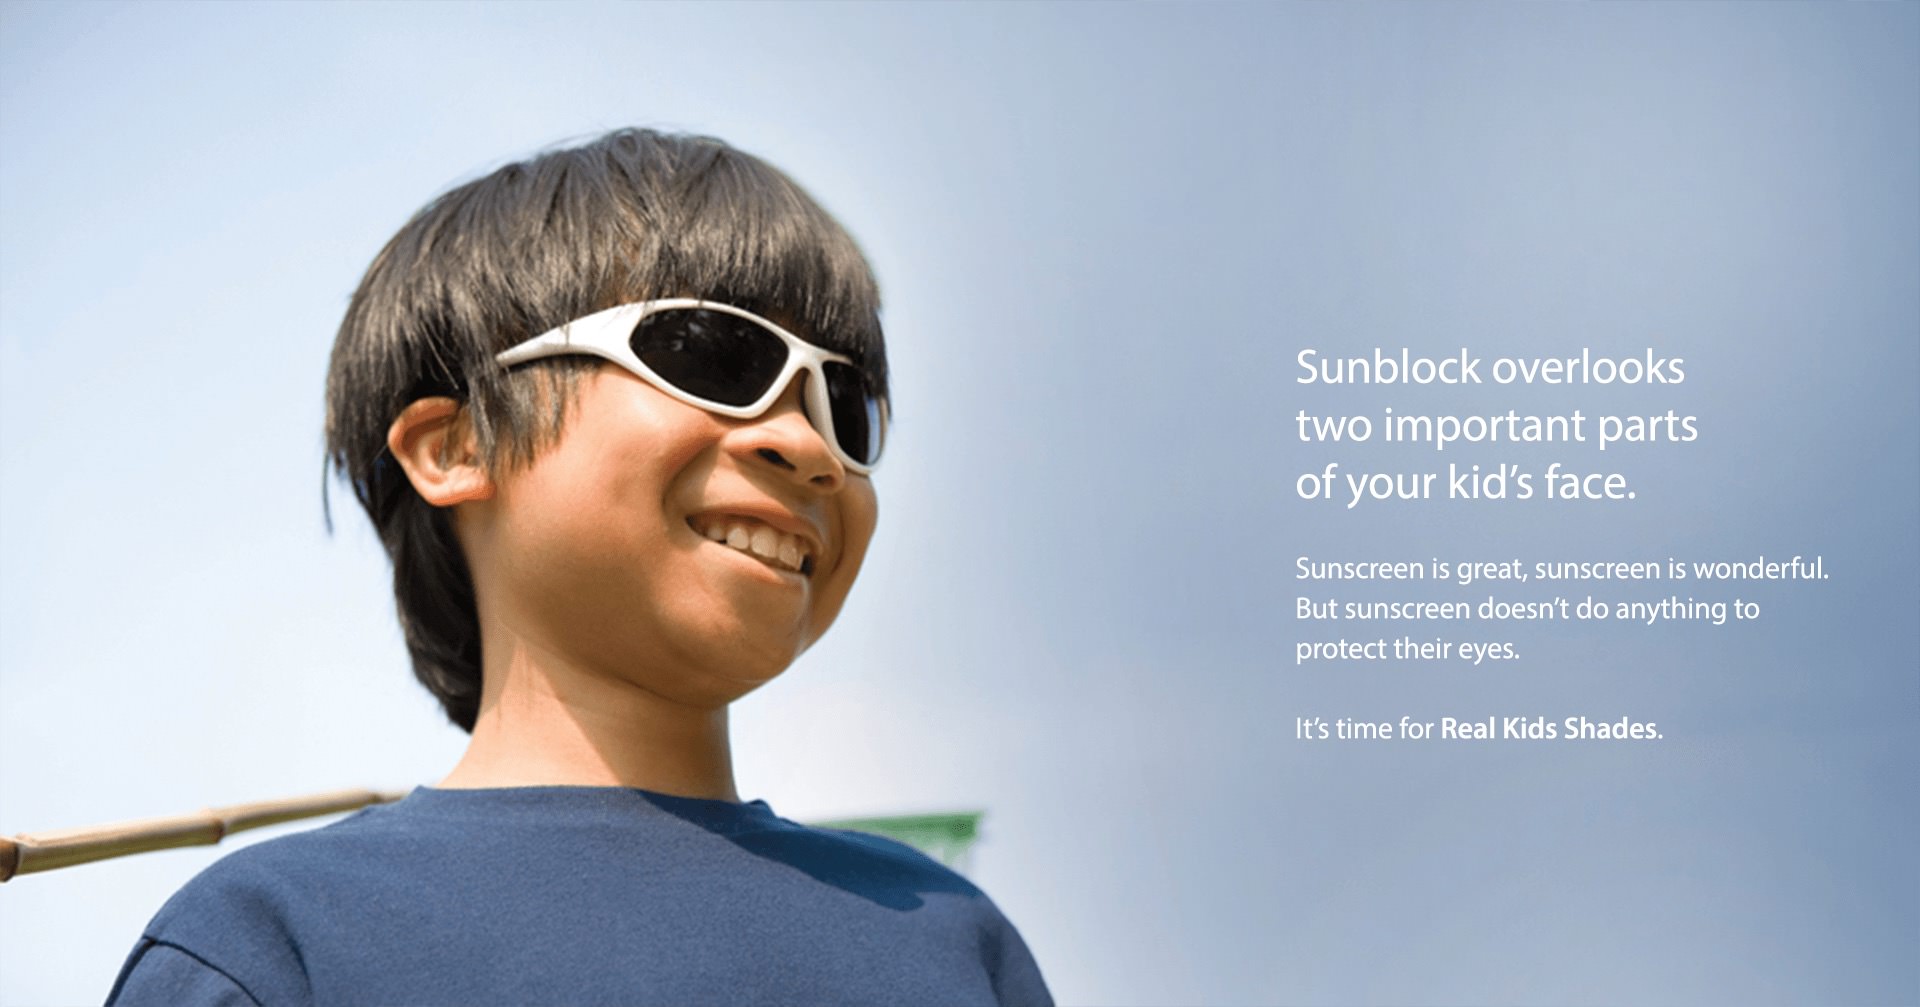 Sunblock overlooks
two important parts
of your kid’s face.
Sunscreen is great, sunscreen is wonderful.
But sunscreen doesn’t do anything to
protect their eyes.
It’s time for Real Kids Shades.